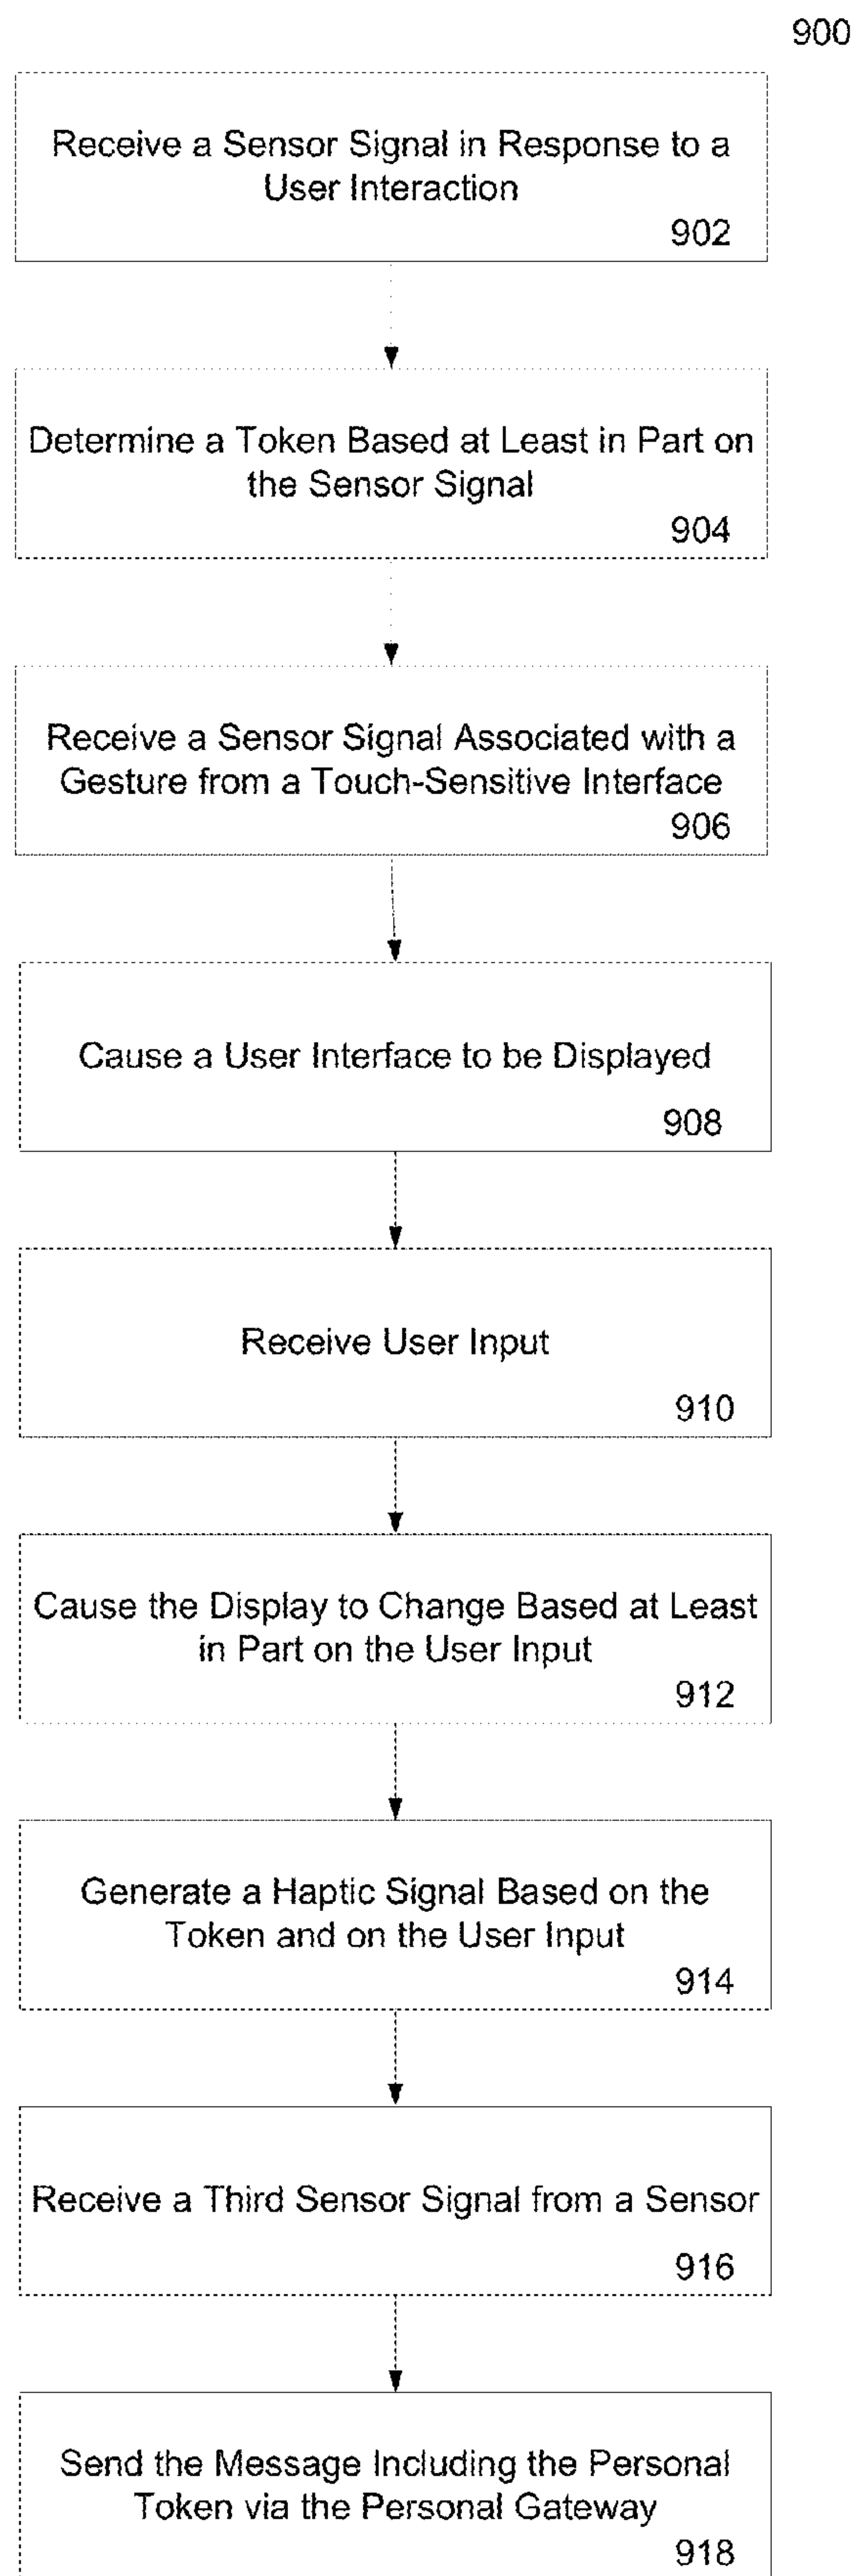 900
Receive a Sensor Signal in Response to a
User Interaction
902
Determine a Token Based at Least in Part on
the Sensor Signal
904
Receive a Sensor Signal Associated with a
Gesture from a Touch-Sensitive Interface
906
Cause a User Interface to be Displayed
908
Receive User Input
910
Cause the Display to Change Based at Least
in Part on the User Input
912
Generate a Haptic Signal Based on the
Token and on the User Input
914
Receive a Third Sensor Signal from a Sensor
916
Send the Message Including the Personal
Token via the Personal Gateway
918